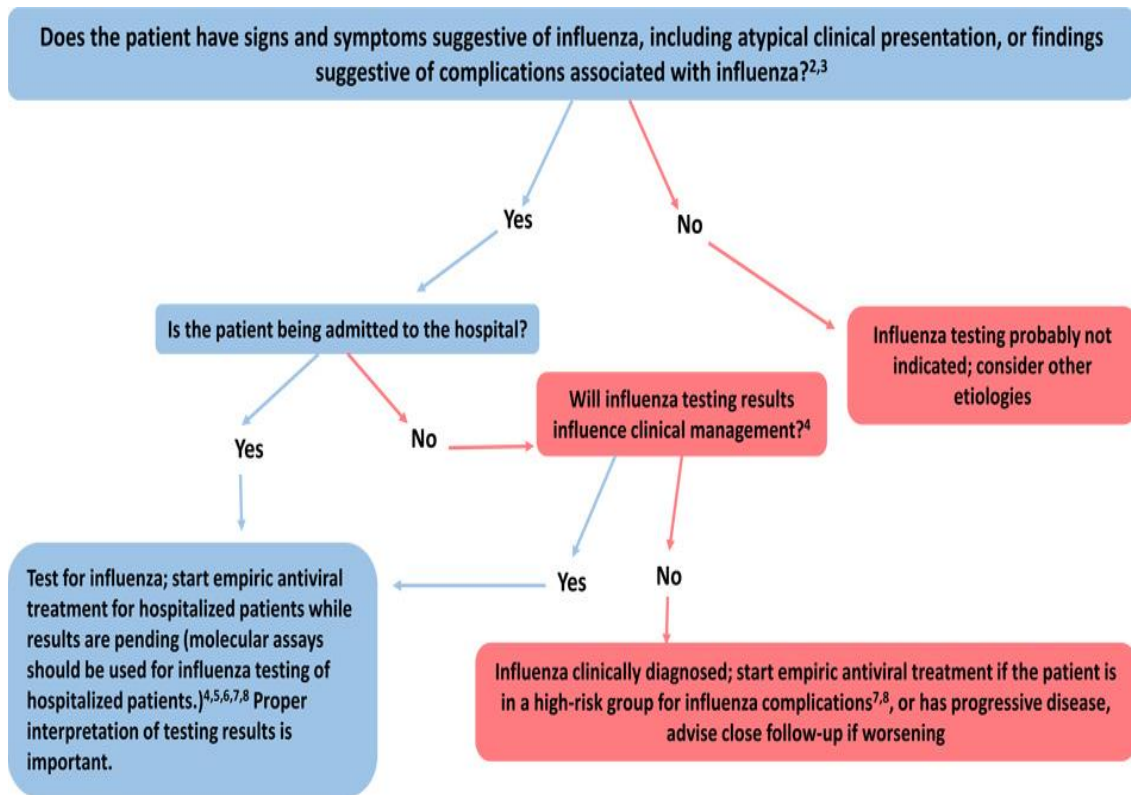 Does the patient have signs and symptoms suggestive of influenza, including atypical clinical presentation, or findings
suggestive of complications associated with influenza?2,3
Yes
No
Is the patient being admitted to the hospital?
Influenza testing probably not
indicated; consider other
etiologies
Will influenza testing results
influence clinical management?4
Yes
No
Yes
No
Test for influenza; start empiric antiviral
treatment for hospitalized patients while
results are pending (molecular assays
should be used for influenza testing of
hospitalized patients.)4,5,6,7,8 Proper
interpretation of testing results is
important.
Influenza clinically diagnosed; start empiric antiviral treatment if the patient is
in a high-risk group for influenza complications7,8, or has progressive disease,
advise close follow-up if worsening